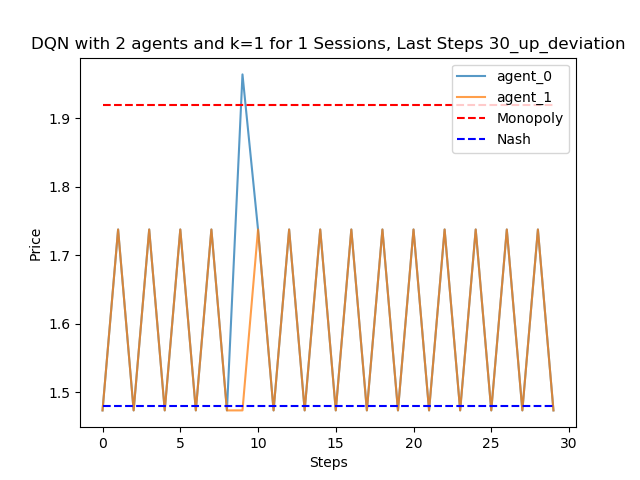 DQN with 2 agents and k=1 for 1 Sessions, Last Steps 30_up_deviation
agent_0
agent_1
Monopoly
Nash
Price
1.9
1.8
1.7
1.6
1.5
0 5 10 15 20 25 30
Steps